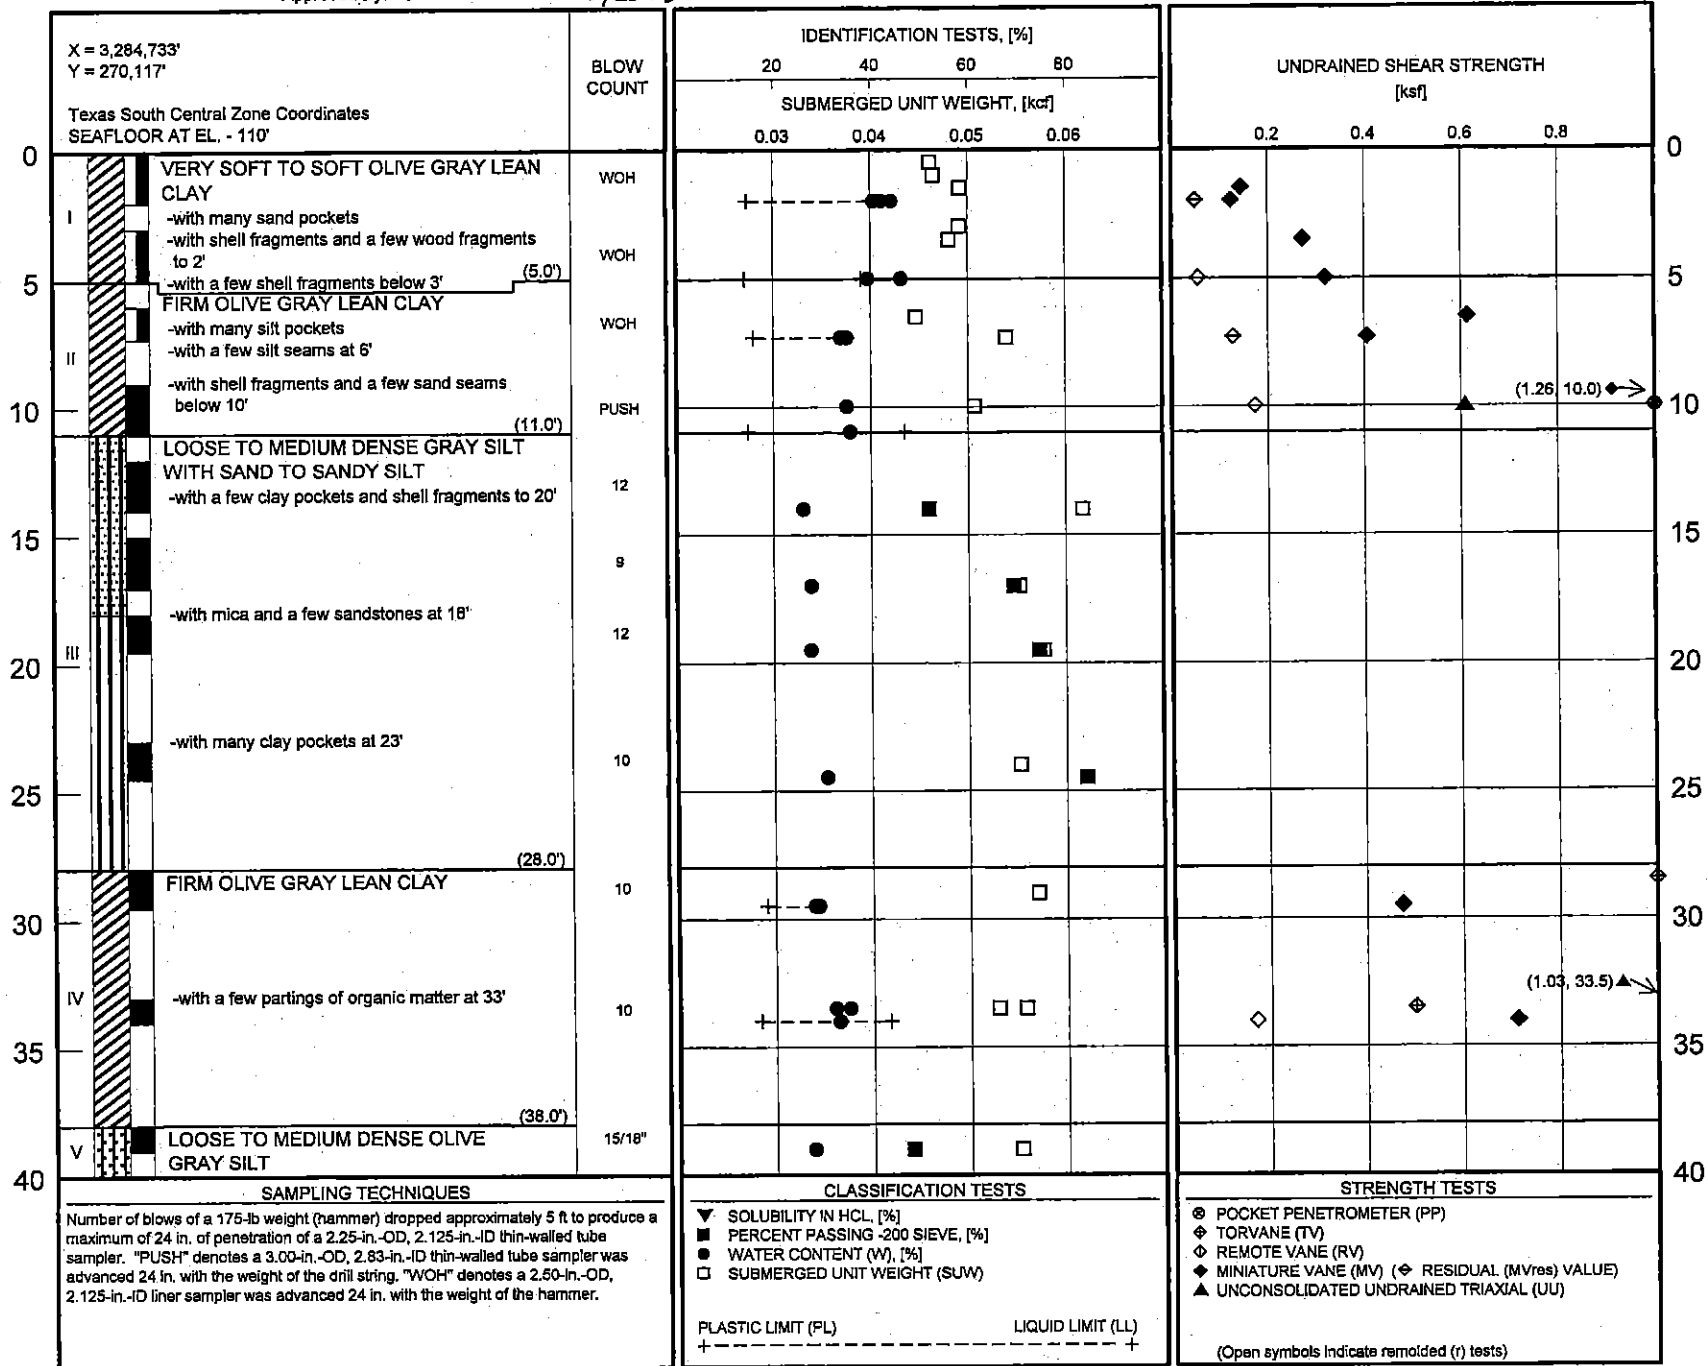 X = 3,284,733'
Y = 270,117'
Texas South Central Zone Coordinates
SEAFLOOR AT EL. - 110'
BLOW
COUNT
IDENTIFICATION TESTS, [%]
20 40 60 80
SUBMERGED UNIT WEIGHT, [kcf]
0.03 0.04 0.05 0.06
UNDRAINED SHEAR STRENGTH
[ksf]
0.2 0.4 0.6 0.8
0
5
10
15
20
25
30
35
40
I
VERY SOFT TO SOFT OLIVE GRAY LEAN
CLAY
-with many sand pockets
-with shell fragments and a few wood fragments
to 2'
-with a few shell fragments below 3'
(5.0')
WOH
WOH
II
FIRM OLIVE GRAY LEAN CLAY
-with many silt pockets
-with a few silt seams at 6'
-with shell fragments and a few sand seams
below 10'
(11.0')
WOH
PUSH
III
LOOSE TO MEDIUM DENSE GRAY SILT
WITH SAND TO SANDY SILT
-with a few clay pockets and shell fragments to 20'
-with mica and a few sandstones at 18'
-with many clay pockets at 23'
(28.0')
12
9
12
10
IV
FIRM OLIVE GRAY LEAN CLAY
-with a few partings of organic matter at 33'
(38.0')
10
10
V
LOOSE TO MEDIUM DENSE OLIVE
GRAY SILT
15/18"
(1.26, 10.0)
(1.03, 33.5)
0
5
10
15
20
25
30
35
40
SAMPLING TECHNIQUES
Number of blows of a 175-lb weight (hammer) dropped approximately 5 ft to produce a
maximum of 24 in. of penetration of a 2.25-in.-OD, 2.125-in.-ID thin-walled tube
sampler. "PUSH" denotes a 3.00-in.-OD, 2.83-in.-ID thin-walled tube sampler was
advanced 24 in. with the weight of the drill string. "WOH" denotes a 2.50-in.-OD,
2.125-in.-ID liner sampler was advanced 24 in. with the weight of the hammer.
CLASSIFICATION TESTS
SOLUBILITY IN HCL, [%]
PERCENT PASSING -200 SIEVE, [%]
WATER CONTENT (W), [%]
SUBMERGED UNIT WEIGHT (SUW)
PLASTIC LIMIT (PL) LIQUID LIMIT (LL)
STRENGTH TESTS
POCKET PENETROMETER (PP)
TORVANE (TV)
REMOTE VANE (RV)
MINIATURE VANE (MV) ( RESIDUAL (MVres) VALUE)
UNCONSOLIDATED UNDRAINED TRIAXIAL (UU)
(Open symbols indicate remolded (r) tests)